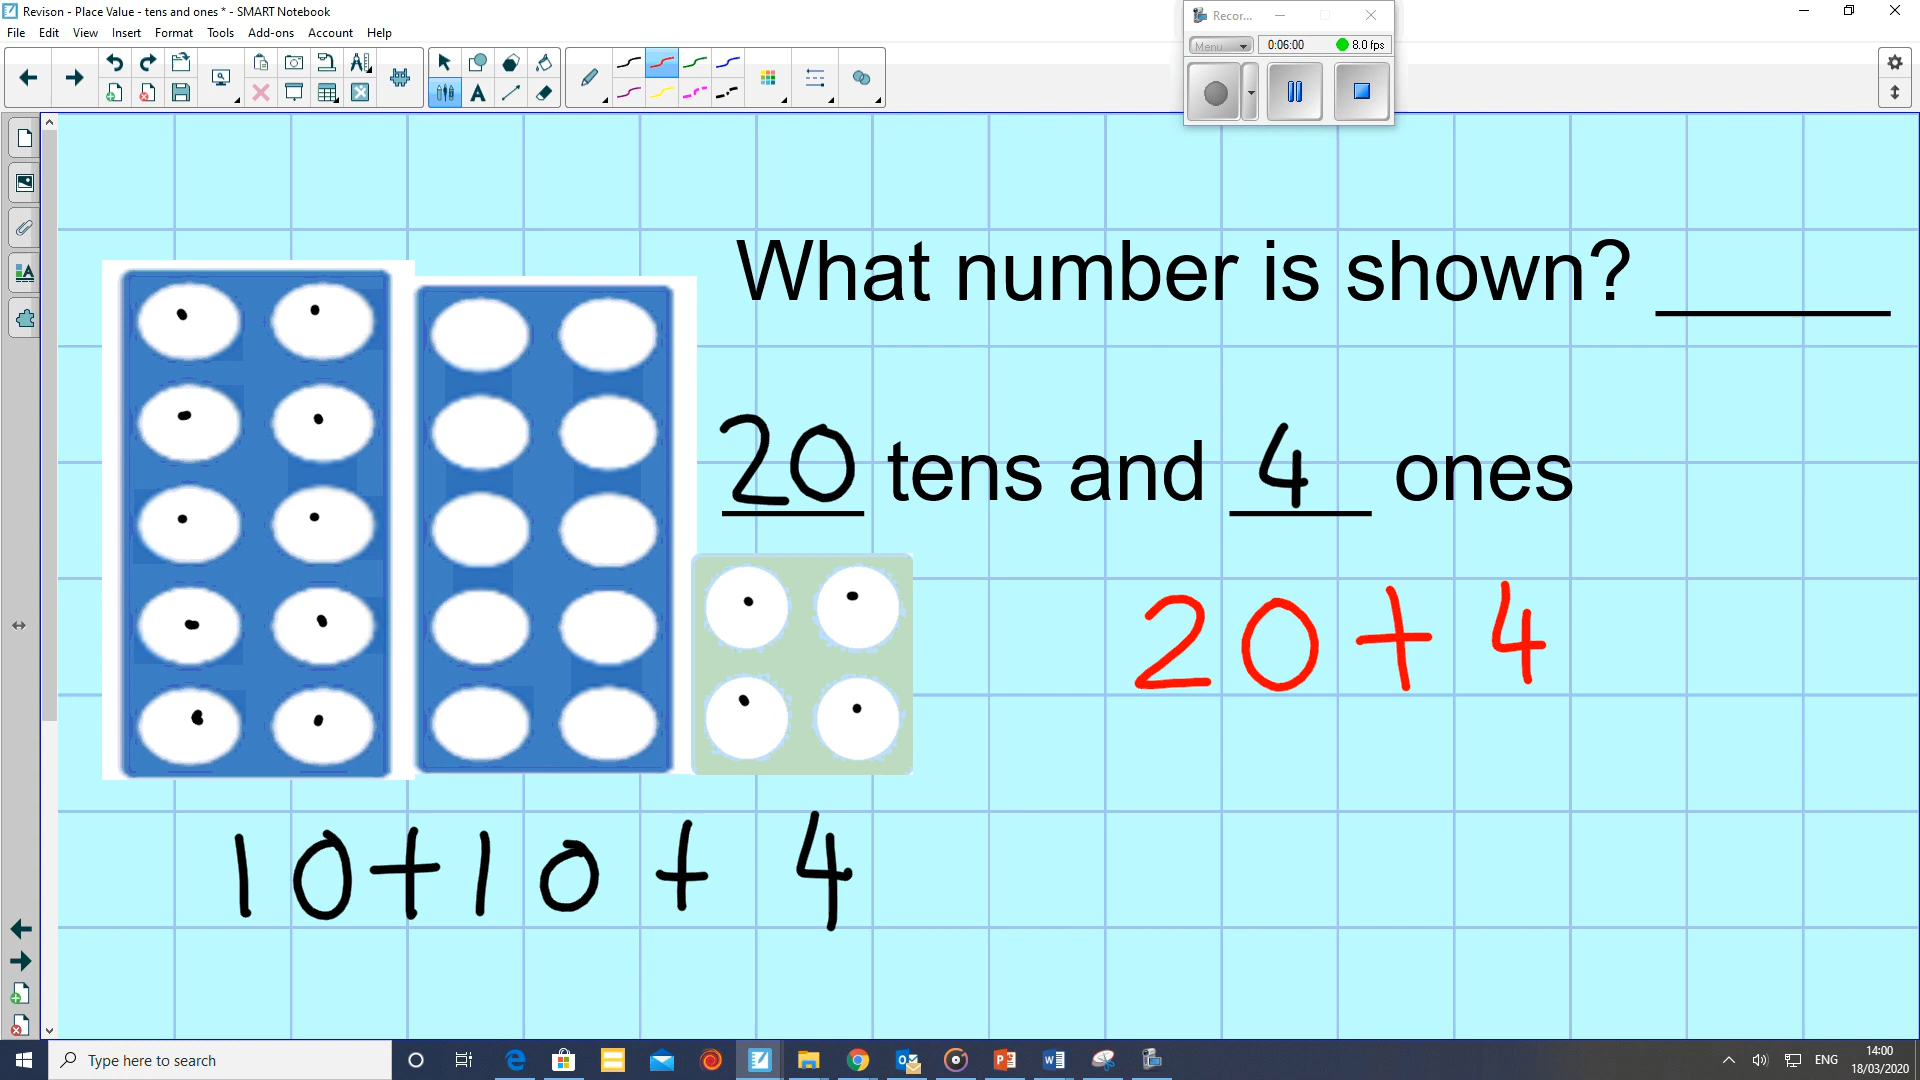 Revison - Place Value - tens and ones * - SMART Notebook
File Edit View Insert Format Tools Add-ons Account Help
Recor...
Menu 0:06:00 8.0 fps
What number is shown? ______
20 tens and 4 ones
20 + 4
10 + 10 + 4
Type here to search
ENG
14:00
18/03/2020